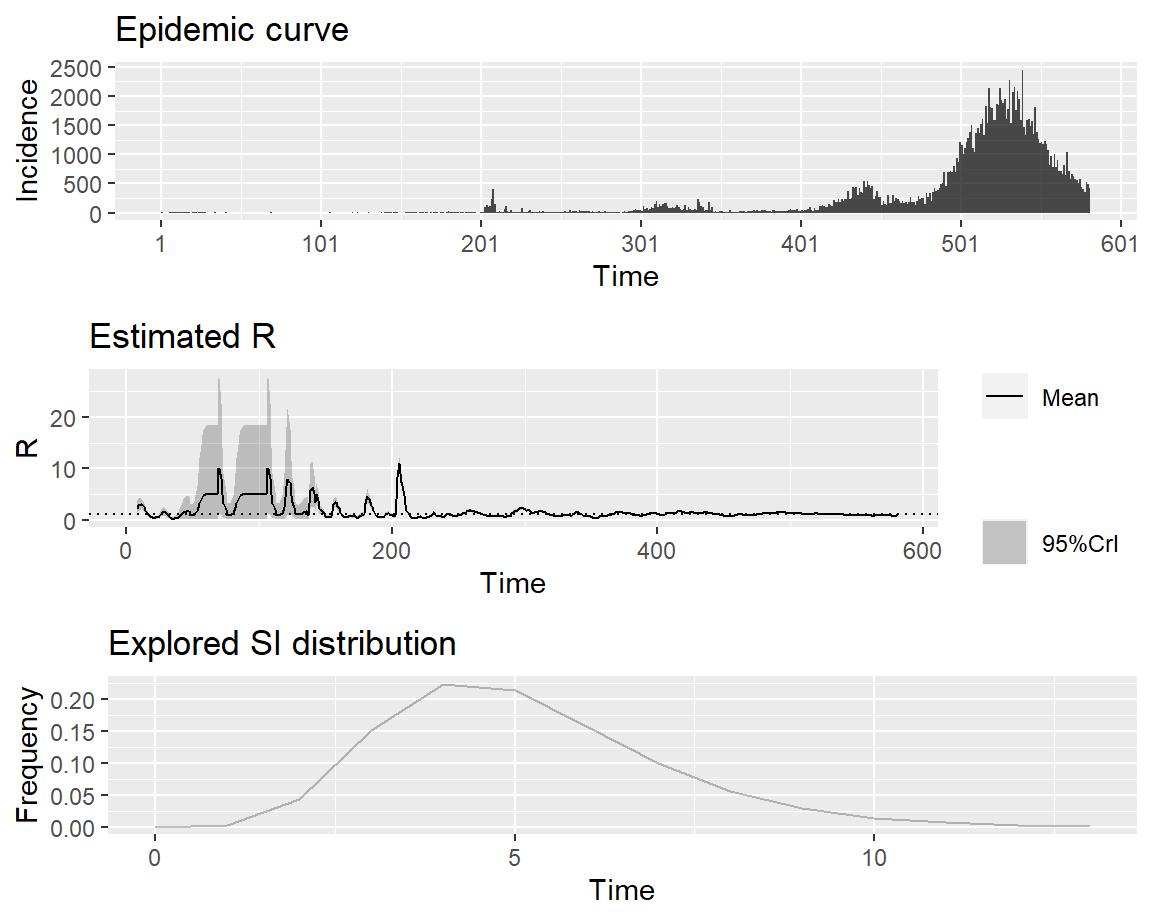 Epidemic curve
2500
2000
1500
1000
500
0
Incidence
1 101 201 301 401 501 601
Time
Estimated R
20
10
0
R
0 200 400 600
Time
Mean
95%CrI
Explored SI distribution
0.20
0.15
0.10
0.05
0.00
Frequency
0 5 10
Time